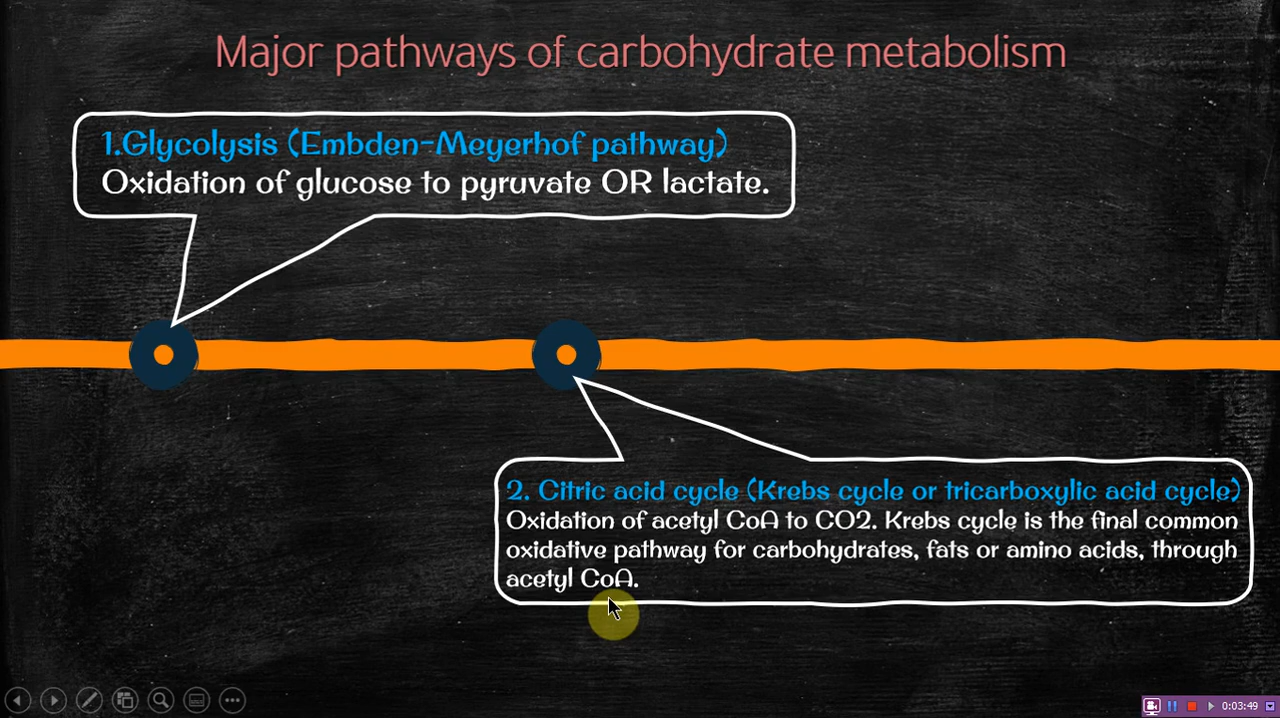 Major pathways of carbohydrate metabolism
1.Glycolysis (Embden-Meyerhof pathway)
Oxidation of glucose to pyruvate OR lactate.
2. Citric acid cycle (Krebs cycle or tricarboxylic acid cycle)
Oxidation of acetyl CoA to CO2. Krebs cycle is the final common
oxidative pathway for carbohydrates, fats or amino acids, through
acetyl CoA.
0:03:49